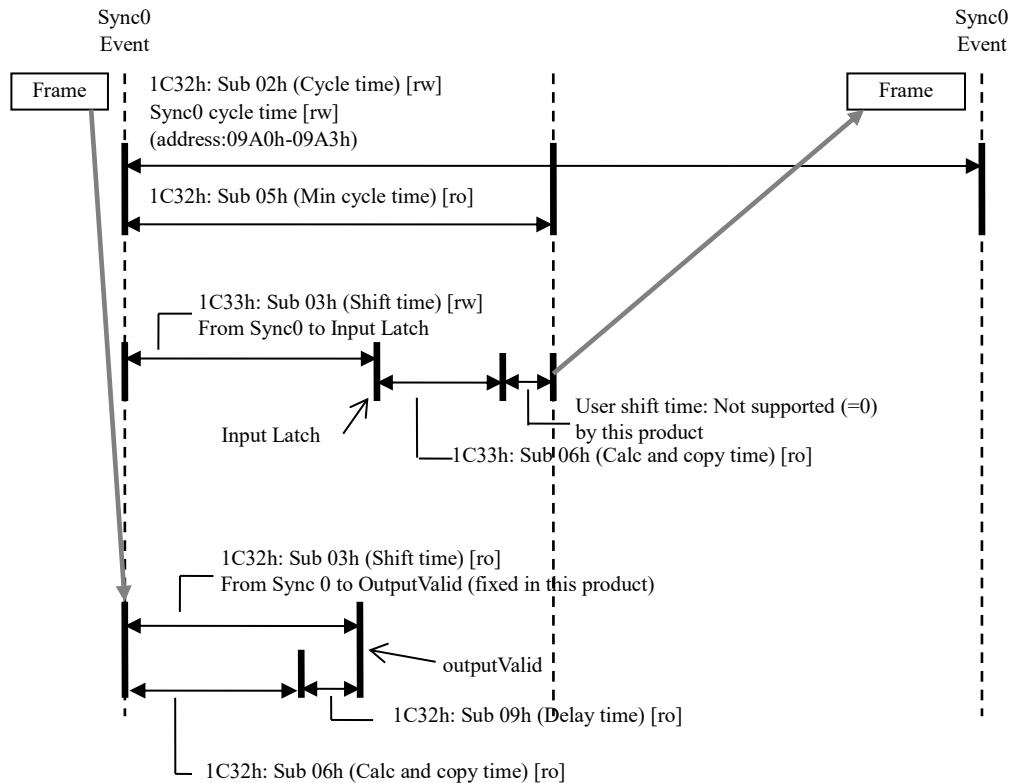 Sync0
Event
Sync0
Event
Frame
1C32h: Sub 02h (Cycle time) [rw]
Sync0 cycle time [rw]
(address:09A0h-09A3h)
Frame
1C32h: Sub 05h (Min cycle time) [ro]
1C33h: Sub 03h (Shift time) [rw]
From Sync0 to Input Latch
Input Latch
User shift time: Not supported (=0)
by this product
1C33h: Sub 06h (Calc and copy time) [ro]
1C32h: Sub 03h (Shift time) [ro]
From Sync 0 to OutputValid (fixed in this product)
outputValid
1C32h: Sub 09h (Delay time) [ro]
1C32h: Sub 06h (Calc and copy time) [ro]